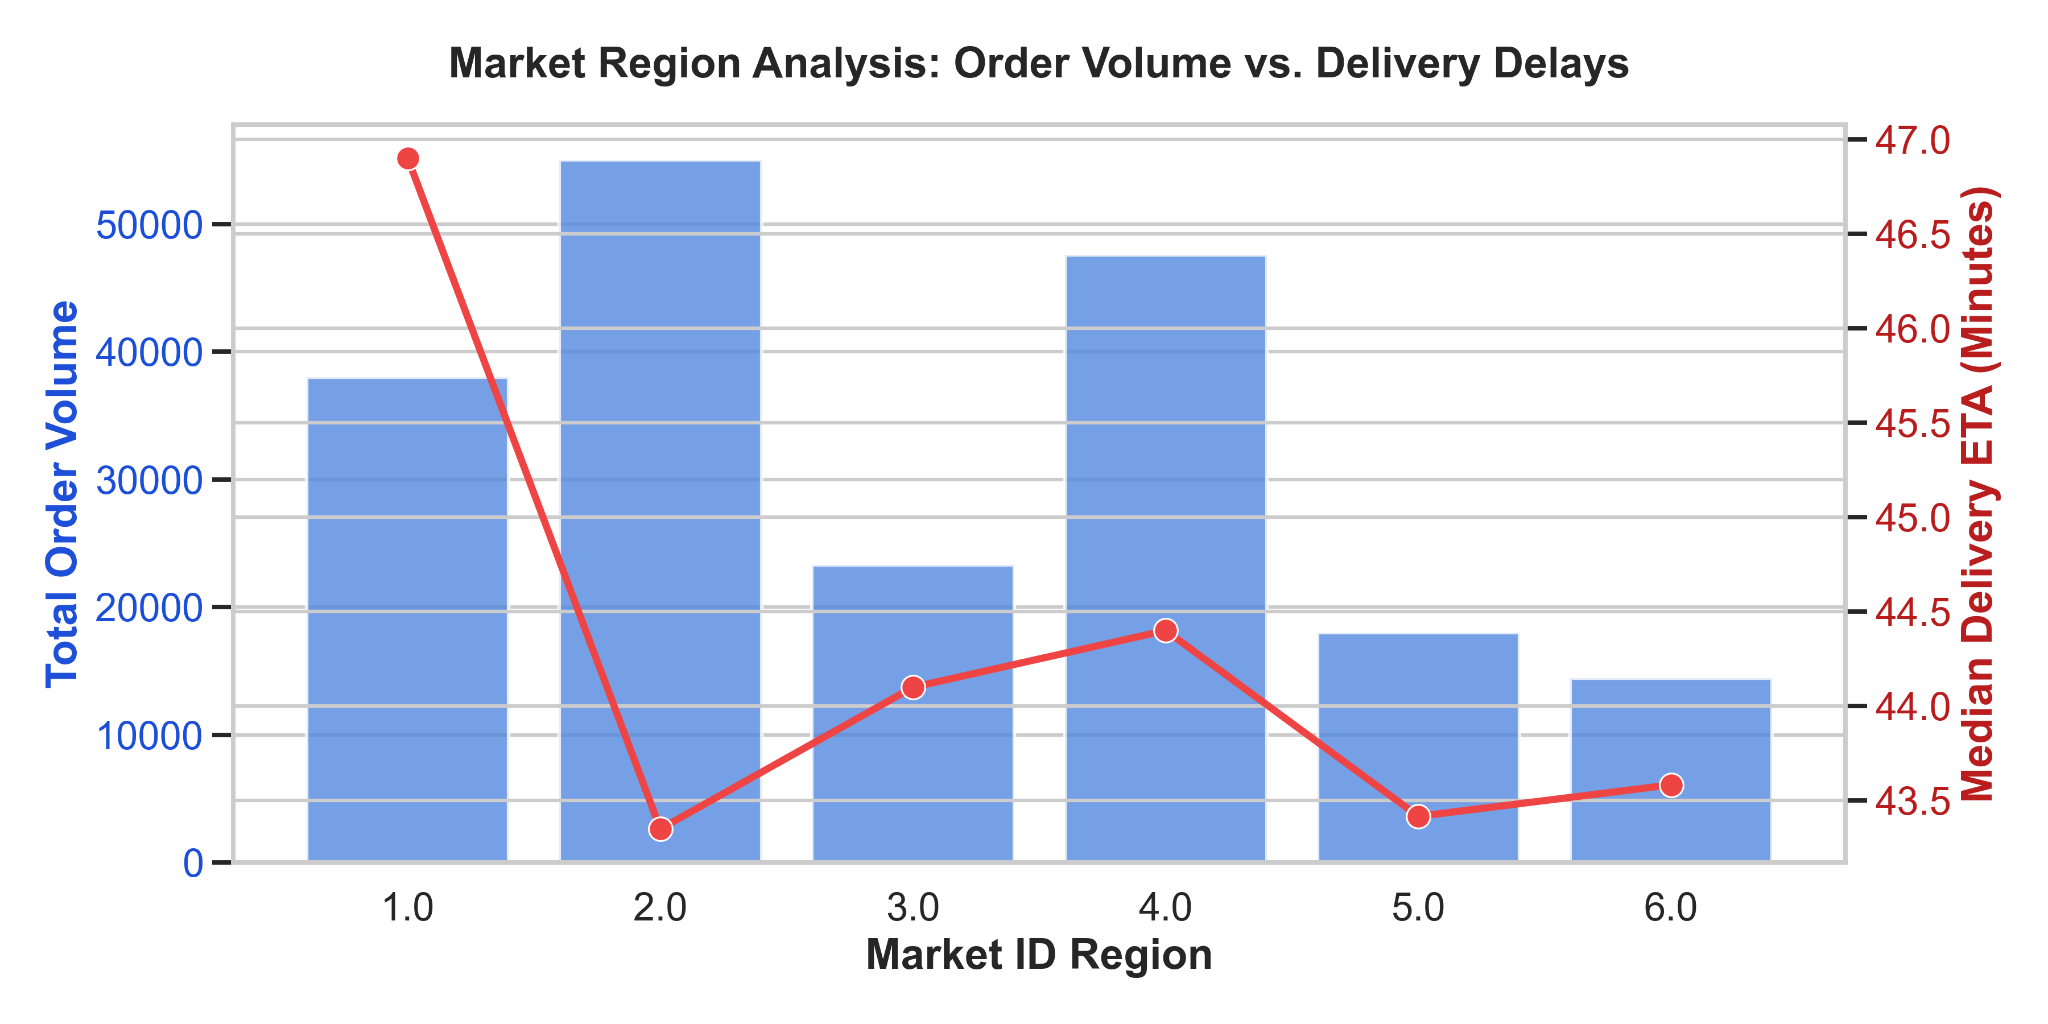 Market Region Analysis: Order Volume vs. Delivery Delays
Total Order Volume
50000
40000
30000
20000
10000
0
47.0
46.5
46.0
45.5
45.0
44.5
44.0
43.5
Median Delivery ETA (Minutes)
1.0 2.0 3.0 4.0 5.0 6.0
Market ID Region